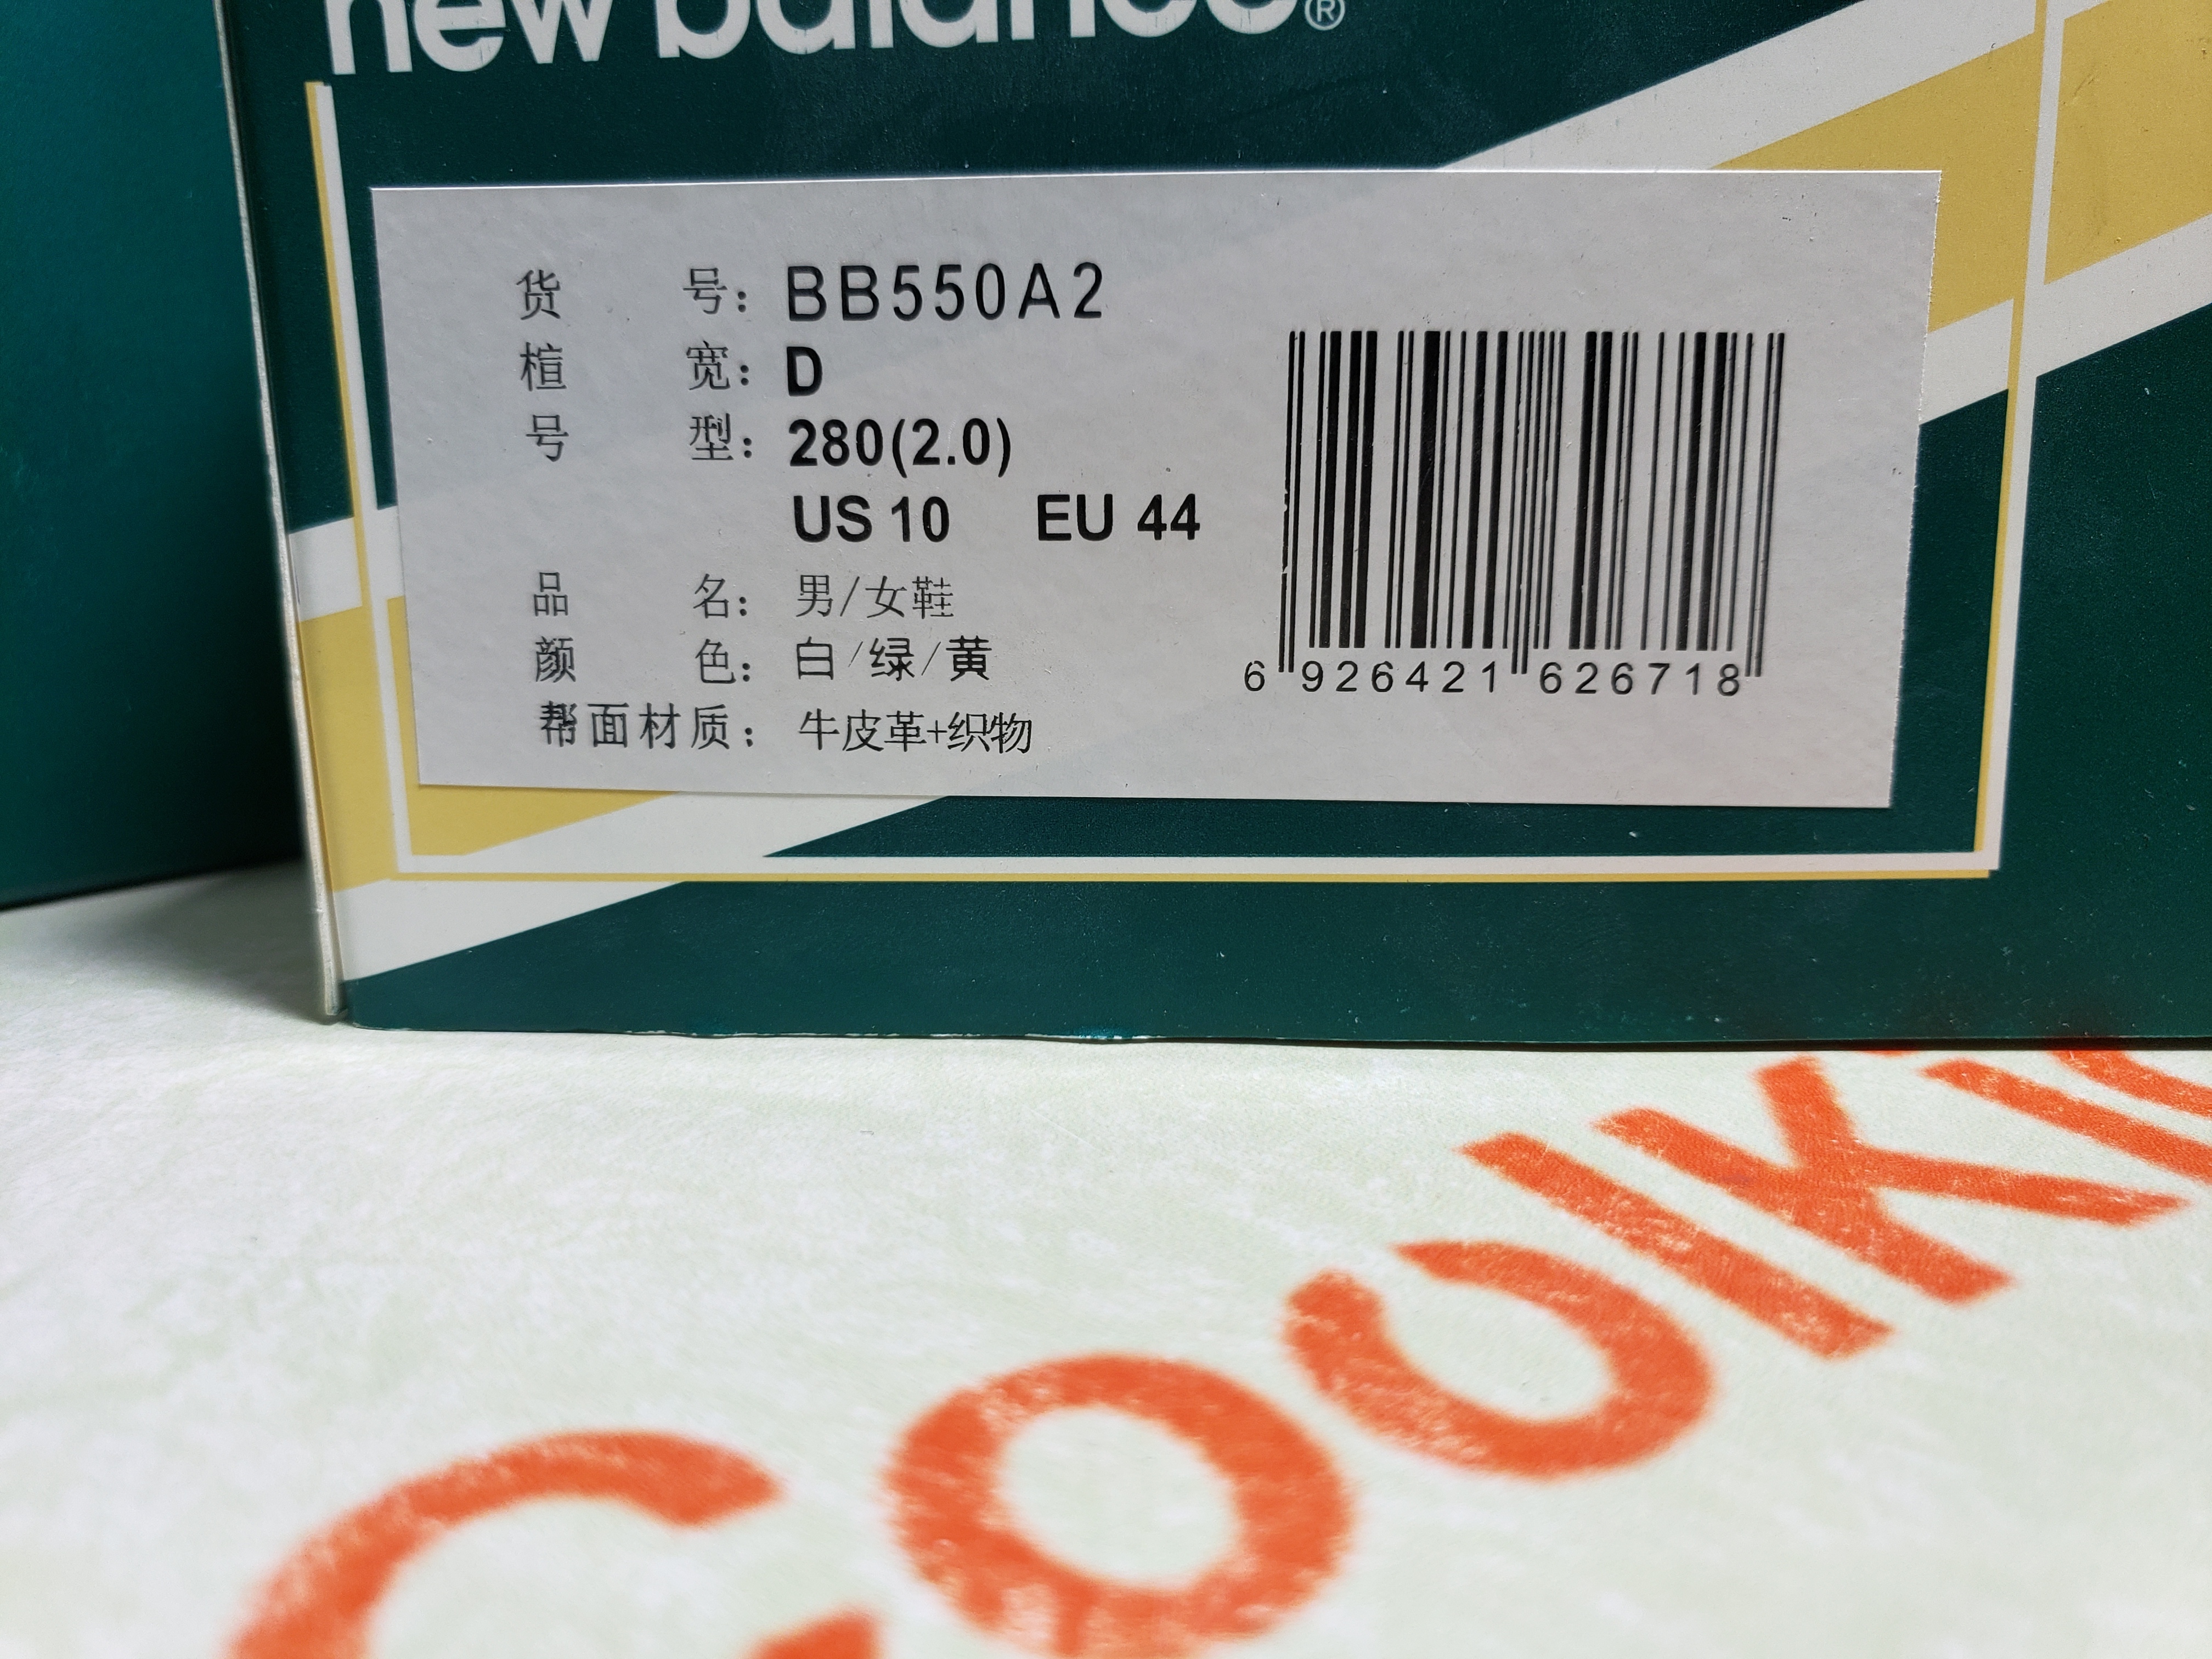 new balance®
货 号：BB550A2
楦 宽：D
号 型：280(2.0)
US 10 EU 44
品 名：男/女鞋
颜 色：白/绿/黄
帮面材质：牛皮革+织物
6 926421 626718